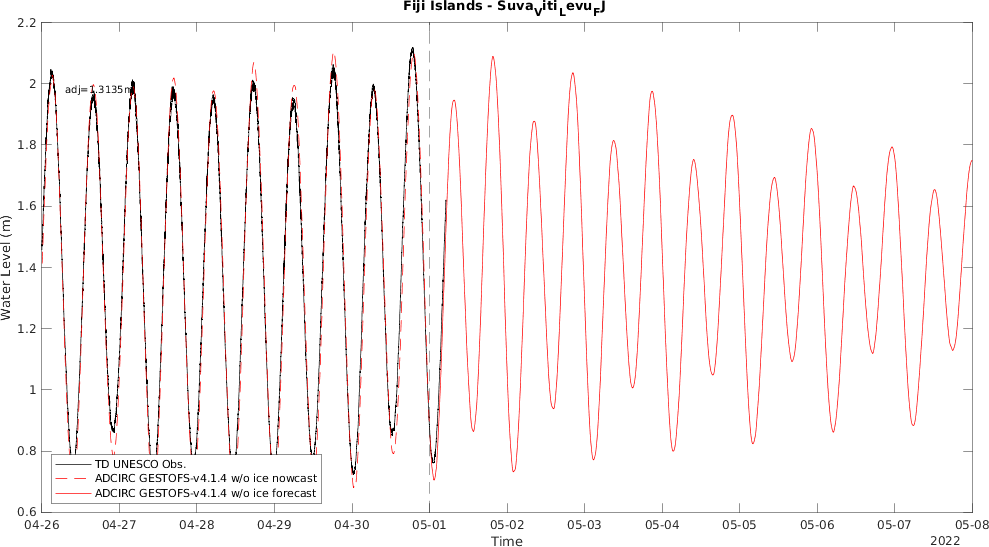 Fiji Islands - SuvaVitiLevuFJ
2.2
2
adj=1.3135m
1.8
1.6
1.4
1.2
1
0.8
0.6
Water Level (m)
TD UNESCO Obs.
ADCIRC GESTOFS-v4.1.4 w/o ice nowcast
ADCIRC GESTOFS-v4.1.4 w/o ice forecast
04-26 04-27 04-28 04-29 04-30 05-01 05-02 05-03 05-04 05-05 05-06 05-07 05-08
Time
2022